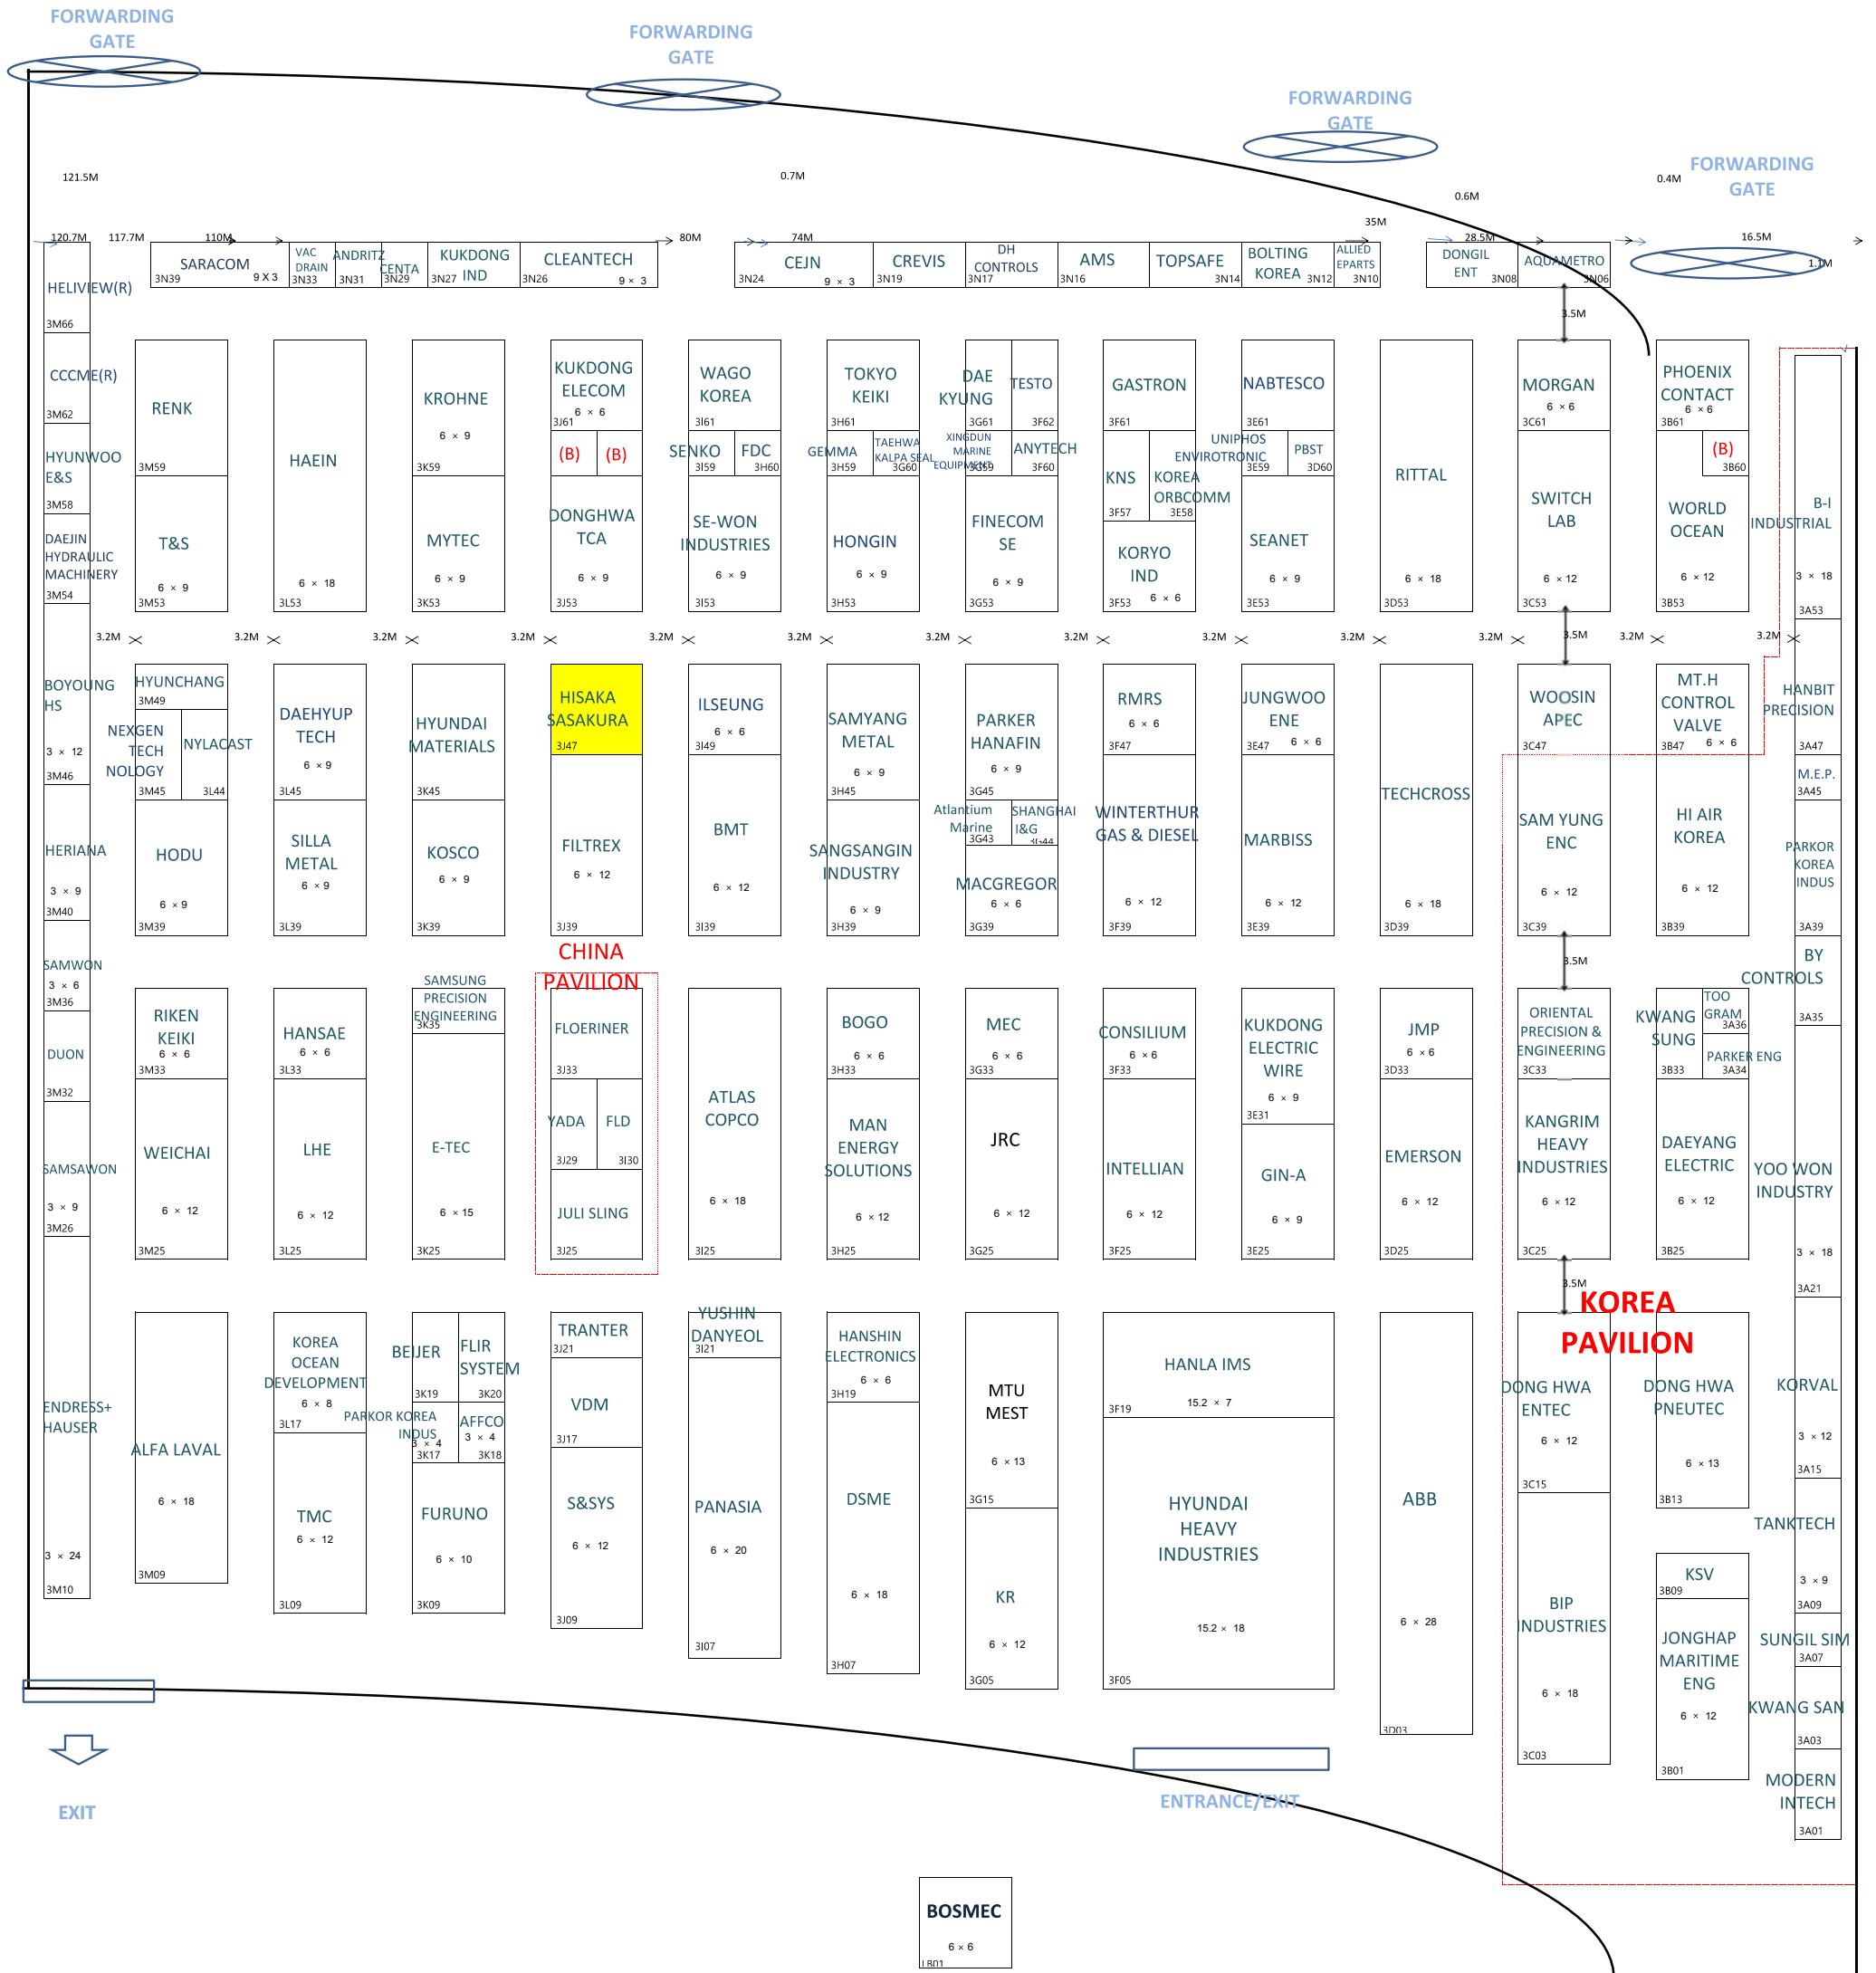 FORWARDING
GATE
FORWARDING
GATE
FORWARDING
GATE
FORWARDING
GATE
121.5M
0.7M
0.6M
0.4M
35M
120.7M
117.7M
110M
80M
74M
28.5M
16.5M
1.1M
SARACOM
3N39
9 X 3
VAC
DRAIN
3N33
ANDRITZ
3N31
CENTA
3N29
KUKDONG
IND
3N27
CLEANTECH
3N26
9 × 3
CEJN
3N24
9 × 3
CREVIS
3N19
DH
CONTROLS
3N17
AMS
3N16
TOPSAFE
3N14
BOLTING
KOREA
3N12
ALLIED
EPARTS
3N10
DONGIL
ENT
3N08
AQUAMETRO
3N06
3.5M
HELIVIEW(R)
3M66
CCCME(R)
3M62
HYUNWOO
E&S
3M58
DAEJIN
HYDRAULIC
MACHINERY
3M54
RENK
3M59
T&S
6 × 9
3M53
HAEIN
6 × 18
3L53
KROHNE
6 × 9
3K59
MYTEC
6 × 9
3K53
KUKDONG
ELECOM
6 × 6
3J61
(B)
(B)
DONGHWA
TCA
6 × 9
3J53
WAGO
KOREA
3I61
SENKO
3I59
FDC
3H60
SE-WON
INDUSTRIES
6 × 9
3I53
TOKYO
KEIKI
3H61
GEMMA
3H59
TAEHWA
KALPA SEAL
3G60
HONGIN
6 × 9
3H53
DAE
KYUNG
3G61
TESTO
3F62
XINGDUN
MARINE
EQUIPMENT
3G59
ANYTECH
3F60
FINECOM
SE
6 × 9
3G53
GASTRON
3F61
KNS
3F57
KOREA
ORBCOMM
3E58
KORYO
IND
6 × 6
3F53
NABTESCO
3E61
UNIPHOS
ENVIROTRONIC
3E59
PBST
3D60
SEANET
6 × 9
3E53
RITTAL
6 × 18
3D53
MORGAN
6 × 6
3C61
SWITCH
LAB
6 × 12
3C53
PHOENIX
CONTACT
6 × 6
3B61
(B)
3B60
WORLD
OCEAN
6 × 12
3B53
B-I
INDUSTRIAL
3 × 18
3A53
3.2M
3.2M
3.2M
3.2M
3.2M
3.2M
3.2M
3.2M
3.2M
3.2M
3.2M
3.5M
3.2M
3.2M
BOYOUNG
HS
3 × 12
3M46
HERIANA
3 × 9
3M40
HYUNCHANG
3M49
NEXGEN
TECH
NOLOGY
3M45
NYLACAST
3L44
HODU
6 × 9
3M39
DAEHYUP
TECH
6 × 9
3L45
SILLA
METAL
6 × 9
3L39
HYUNDAI
MATERIALS
3K45
KOSCO
6 × 9
3K39
HISAKA
SASAKURA
3J47
FILTREX
6 × 12
3J39
ILSEUNG
6 × 6
3I49
BMT
6 × 12
3I39
SAMYANG
METAL
6 × 9
3H45
SANGSANGIN
INDUSTRY
6 × 9
3H39
PARKER
HANAFIN
6 × 9
3G45
Atlantium
Marine
3G43
SHANGHAI
I&G
3G44
MACGREGOR
6 × 6
3G39
RMRS
6 × 6
3F47
WINTERTHUR
GAS & DIESEL
6 × 12
3F39
JUNGWOO
ENE
3E47
6 × 6
MARBISS
6 × 12
3E39
TECHCROSS
6 × 18
3D39
WOOSIN
APEC
3C47
SAM YUNG
ENC
6 × 12
3C39
MT.H
CONTROL
VALVE
3B47
6 × 6
HI AIR
KOREA
6 × 12
3B39
HANBIT
PRECISION
3A47
M.E.P.
3A45
PARKOR
KOREA
INDUS
3A39
CHINA
PAVILION
3.5M
SAMWON
3 × 6
3M36
DUON
3M32
SAMSAWON
3 × 9
3M26
RIKEN
KEIKI
6 × 6
3M33
WEICHAI
6 × 12
3M25
HANSAE
6 × 6
3L33
LHE
6 × 12
3L25
SAMSUNG
PRECISION
ENGINEERING
3K35
E-TEC
6 × 15
3K25
FLOERINER
3J33
YADA
3J29
FLD
3I30
JULI SLING
3J25
ATLAS
COPCO
6 × 18
3I25
BOGO
6 × 6
3H33
MAN
ENERGY
SOLUTIONS
6 × 12
3H25
MEC
6 × 6
3G33
JRC
6 × 12
3G25
CONSILIUM
6 × 6
3F33
INTELLIAN
6 × 12
3F25
KUKDONG
ELECTRIC
WIRE
6 × 9
3E31
GIN-A
6 × 9
3E25
JMP
6 × 6
3D33
EMERSON
6 × 12
3D25
ORIENTAL
PRECISION &
ENGINEERING
3C33
KANGRIM
HEAVY
INDUSTRIES
6 × 12
3C25
KWANG
SUNG
3B33
TOO
GRAM
3A36
PARKER ENG
3A34
DAEYANG
ELECTRIC
6 × 12
3B25
BY
CONTROLS
3A35
YOO WON
INDUSTRY
3 × 18
3A21
3.5M
KOREA
PAVILION
ENDRESS+
HAUSER
3 × 24
3M10
ALFA LAVAL
6 × 18
3M09
KOREA
OCEAN
DEVELOPMENT
6 × 8
3L17
TMC
6 × 12
3L09
BEIJER
3K19
FLIR
SYSTEM
3K20
PARKOR KOREA
INDUS
3 × 4
3K17
AFFCO
3 × 4
3K18
FURUNO
6 × 10
3K09
TRANTER
3J21
VDM
3J17
S&SYS
6 × 12
3J09
YUSHIN
DANYEOL
3I21
PANASIA
6 × 20
3I07
HANSHIN
ELECTRONICS
6 × 6
3H19
DSME
6 × 18
3H07
MTU
MEST
6 × 13
3G15
KR
6 × 12
3G05
HANLA IMS
15.2 × 7
3F19
HYUNDAI
HEAVY
INDUSTRIES
15.2 × 18
3F05
ABB
6 × 28
3D03
DONG HWA
ENTEC
6 × 12
3C15
BIP
INDUSTRIES
6 × 18
3C03
DONG HWA
PNEUTEC
6 × 13
3B13
KSV
3B09
JONGHAP
MARITIME
ENG
6 × 12
3B01
KORVAL
3 × 12
3A15
TANKTECH
3 × 9
3A09
SUNGIL SIM
3A07
KWANG SAN
3A03
MODERN
INTECH
3A01
EXIT
ENTRANCE/EXIT
BOSMEC
6 × 6
LB01